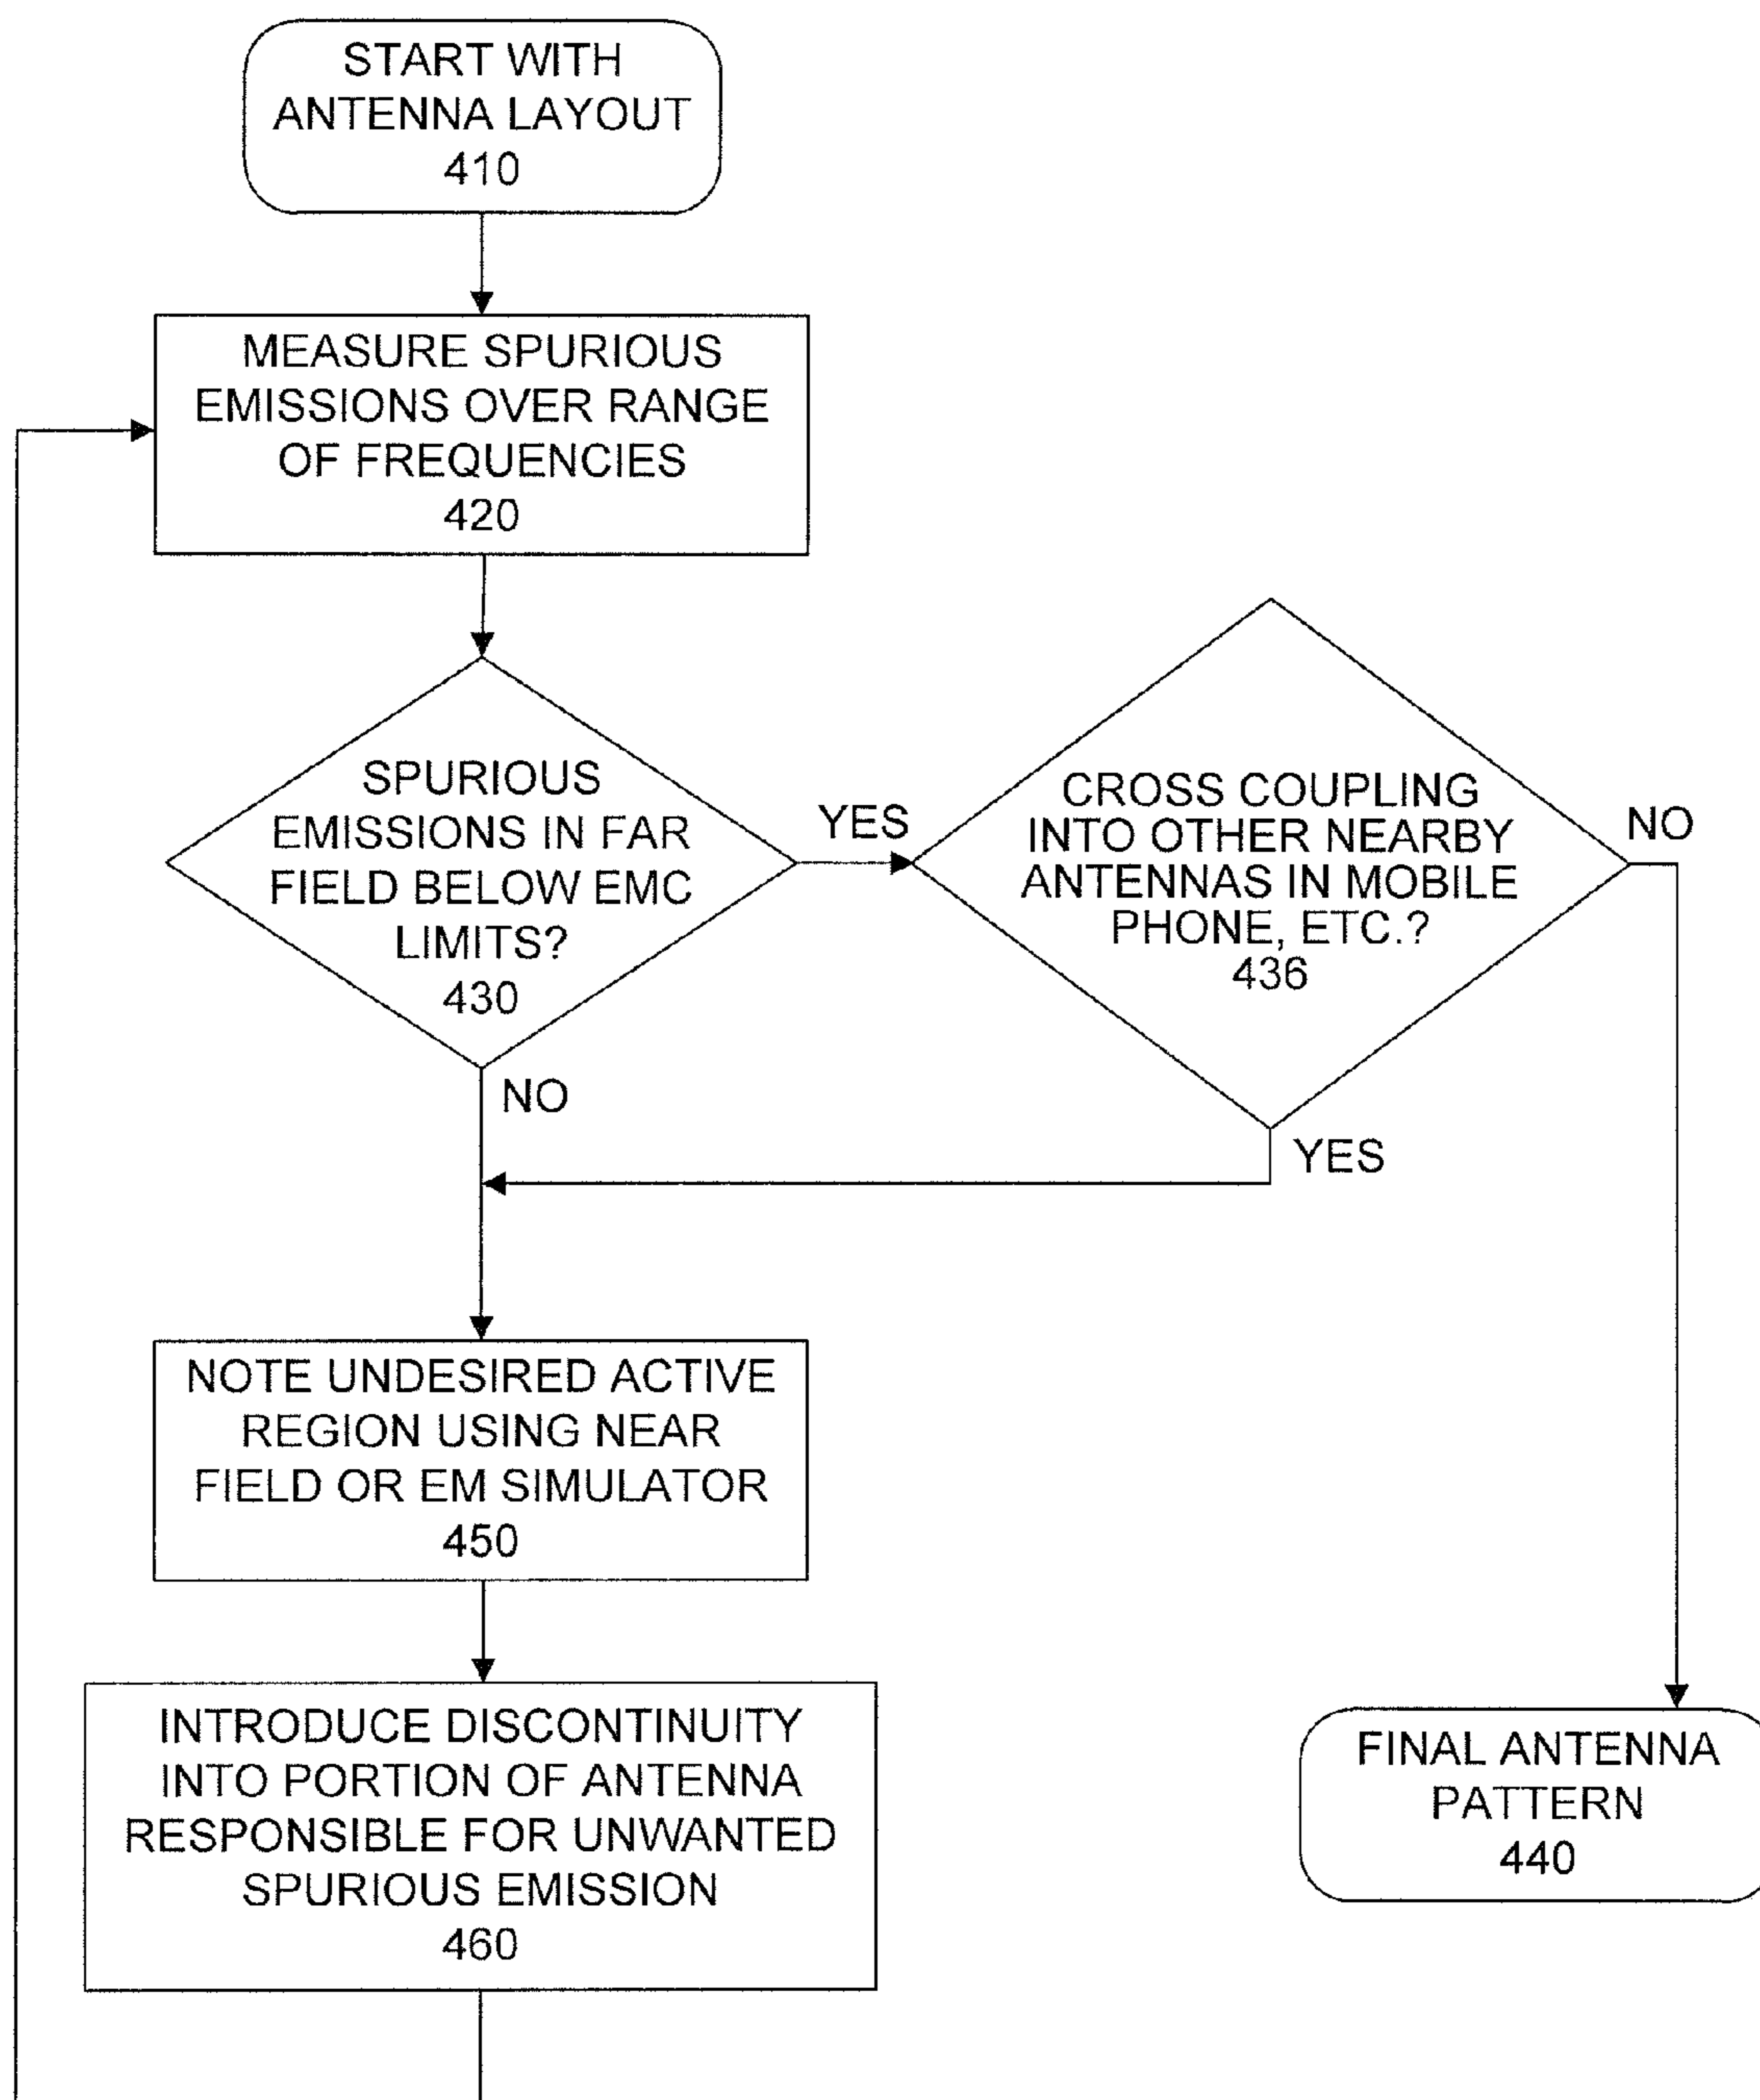 START WITH
ANTENNA LAYOUT
410
MEASURE SPURIOUS
EMISSIONS OVER RANGE
OF FREQUENCIES
420
SPURIOUS
EMISSIONS IN FAR
FIELD BELOW EMC
LIMITS?
430
YES
NO
CROSS COUPLING
INTO OTHER NEARBY
ANTENNAS IN MOBILE
PHONE, ETC.?
436
NO
YES
NOTE UNDESIRED ACTIVE
REGION USING NEAR
FIELD OR EM SIMULATOR
450
INTRODUCE DISCONTINUITY
INTO PORTION OF ANTENNA
RESPONSIBLE FOR UNWANTED
SPURIOUS EMISSION
460
FINAL ANTENNA
PATTERN
440